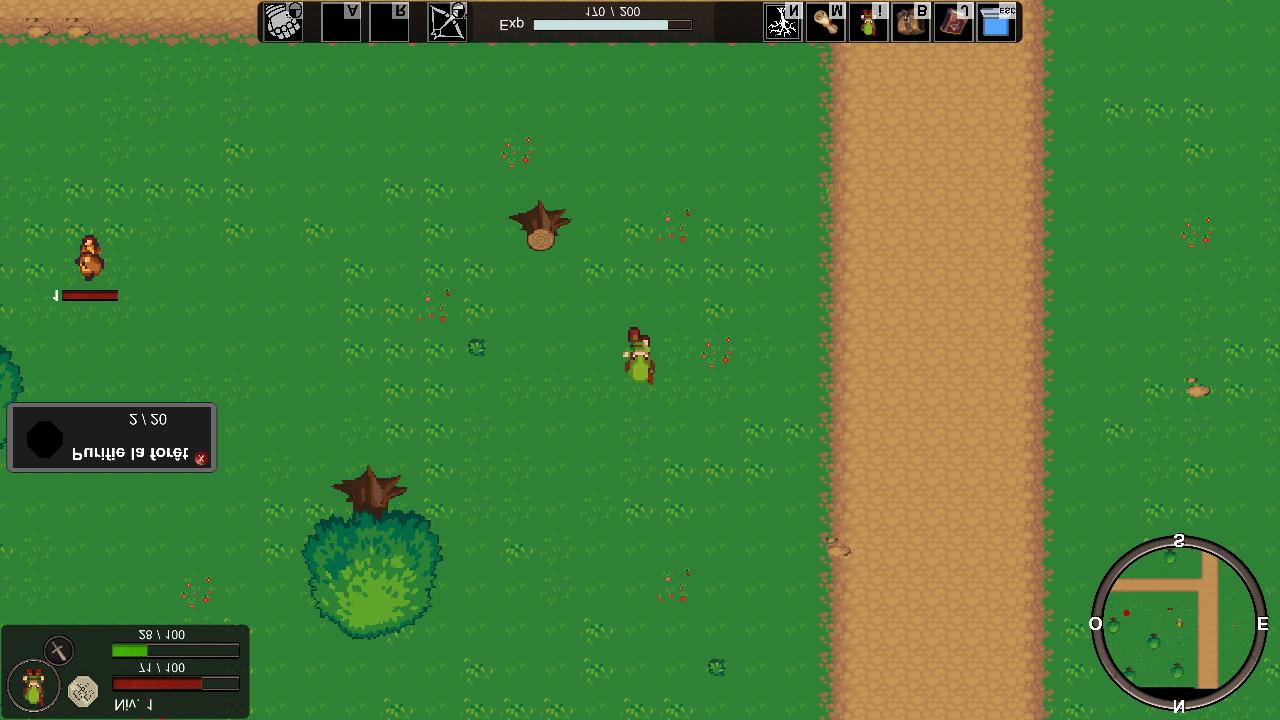 Niv. 1
71 / 100
28 / 100
N
O
E
S
Purifie la forêt
x
2 / 20
1
A
R
Exp
170 / 200
N
M
I
B
J
ESC